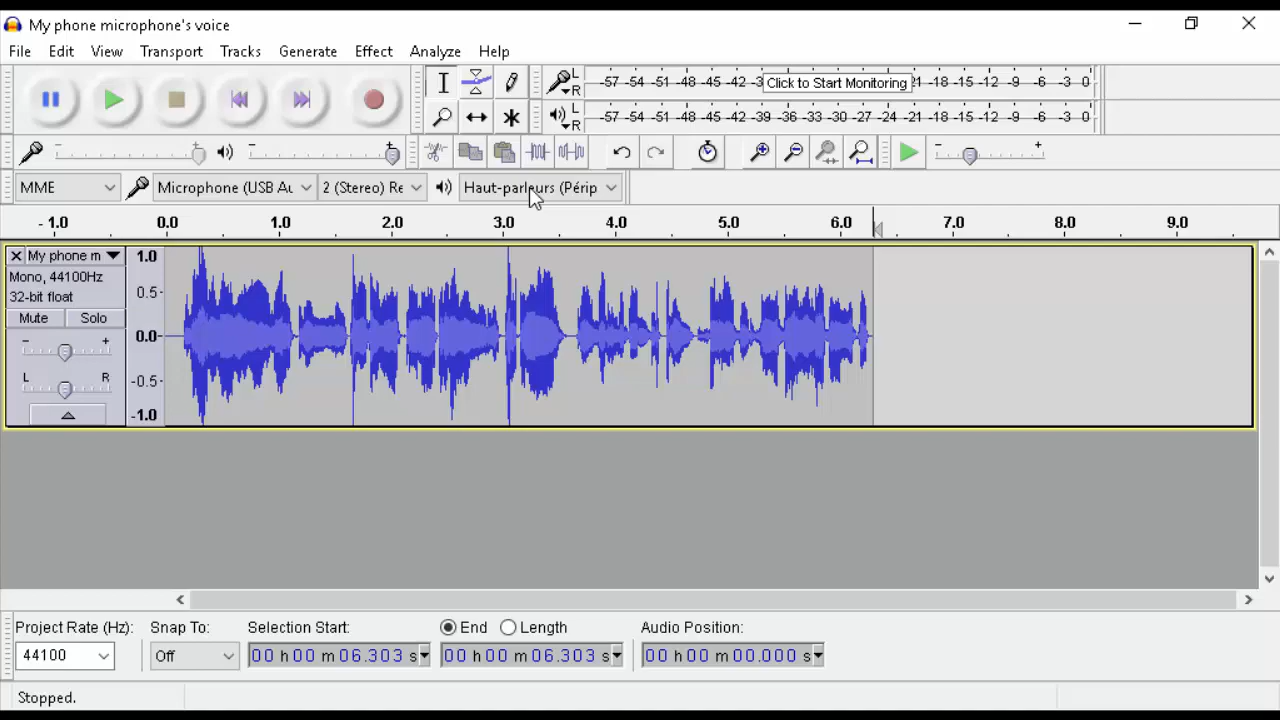 My phone microphone's voice
File Edit View Transport Tracks Generate Effect Analyze Help
L
R
-57 -54 -51 -48 -45 -42 -3 Click to Start Monitoring -18 -15 -12 -9 -6 -3 0
L
R
-57 -54 -51 -48 -45 -42 -39 -36 -33 -30 -27 -24 -21 -18 -15 -12 -9 -6 -3 0
- + - + - +
MME Microphone (USB Au 2 (Stereo) Re Haut-parleurs (Périp
- 1.0 0.0 1.0 2.0 3.0 4.0 5.0 6.0 7.0 8.0 9.0
My phone m
Mono, 44100Hz
32-bit float
Mute Solo
- +
L R
1.0
0.5-
0.0-
-0.5-
-1.0
Project Rate (Hz): Snap To: Selection Start: End Length Audio Position:
44100 Off 00 h 00 m 06.303 s 00 h 00 m 06.303 s 00 h 00 m 00.000 s
Stopped.